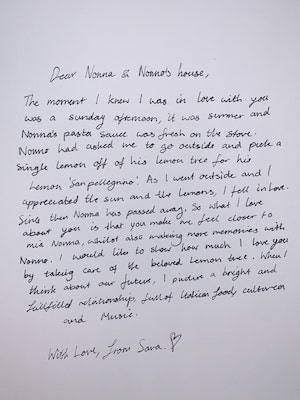 Dear Nonna & Nonno's house,
The moment I knew I was in love with you
was a sunday afternoon, it was summer and
Nonna's pasta sauce was fresh on the stove.
Nonno had asked me to go outside and pick a
single lemon off of his lemon tree for his
lemon 'San pellegrino'. As I went outside and I
appreciated the sun and the lemons, I fell in love.
Since then Nonna has passed away, so what I love
about you is that you make me feel closer to
mia Nonna, whilst also making more memories with
Nonno. I would like to show how much I love you
by taking care of the beloved lemon tree. When I
think about our future, I picture a bright and
fullfilled relationship, full of Italian food, culture
and Music.
With Love, from Sara.